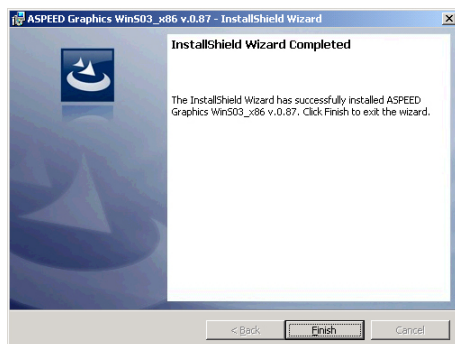 ASPEED Graphics WinS03_x86 v.0.87 - InstallShield Wizard
InstallShield Wizard Completed
The InstallShield Wizard has successfully installed ASPEED
Graphics WinS03_x86 v.0.87. Click Finish to exit the wizard.
< Back Finish Cancel